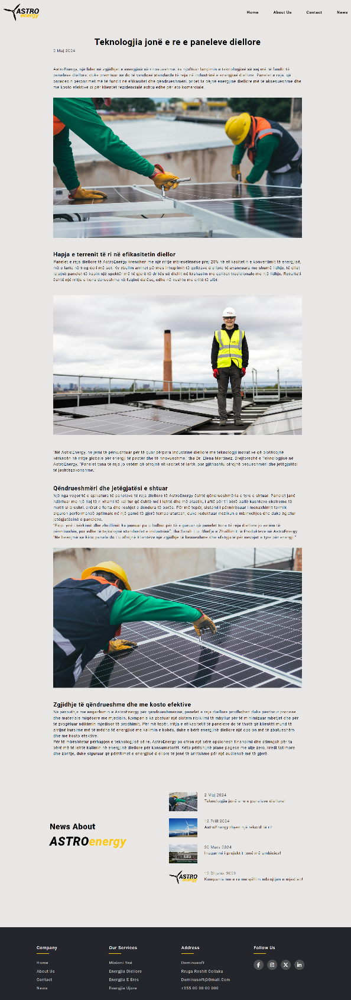 ASTRO
energy
Home About Us Contact News
Teknologjia jonë e re e paneleve diellore
2 Maj 2024
AstroEnergy, një lider në zgjidhjet e energjisë së rinovueshme, ka njoftuar lançimin e teknologjisë së saj më të fundit të
paneleve diellore, duke premtuar se do të vendosë standarde të reja në industrinë e energjisë diellore. Panelet e reja, që
paraqesin përparimet më të fundit në efikasitet dhe qëndrueshmëri, pritet ta bëjnë energjinë diellore më të aksesueshme dhe
me kosto efektive si për klientët rezidencialë ashtu edhe për ato komerciale.
Hapja e terrenit të ri në efikasitetin diellor
Panelet e reja diellore të AstroEnergy krenohen me një rritje mbresëlënëse prej 25% në efikasitetin e konvertimit të energjisë,
më e larta në treg deri më sot. Ky zbulim arrihet përmes integrimit të qelizave diellore të avancuara me shumë lidhje, të cilat
lejojnë panelet të kapin një spektër më të gjerë të dritës së diellit në krahasim me qelizat tradicionale me një lidhje. Rezultati
është një rritje e konsiderueshme në fuqinë dalëse, edhe në kushte me dritë të ulët.
"Në AstroEnergy, ne jemi të përkushtuar për të çuar përpara industrinë diellore me teknologji inovative që plotësojnë
kërkesën në rritje globale për energji të pastër dhe të rinovueshme," tha Dr. Elena Martinez, Drejtoreshë e Teknologjisë në
AstroEnergy. "Panelet tona të reja jo vetëm që ofrojnë efikasitet të lartë, por gjithashtu ofrojnë besueshmëri dhe jetëgjatësi
të jashtëzakonshme."
Qëndrueshmëri dhe jetëgjatësi e shtuar
Një nga veçoritë e spikatura të paneleve të reja diellore të AstroEnergy është qëndrueshmëria e tyre e shtuar. Panelet janë
ndërtuar me një lloj të ri xhami të kalitur që është më i lehtë dhe më elastik, i aftë për t'i bërë ballë kushteve ekstreme të
motit si breshri, erërat e forta dhe reshjet e dendura të borës. Për më tepër, sistemi i përmirësuar i menaxhimit termik
siguron performancë optimale në një gamë të gjerë temperaturash, duke reduktuar rrezikun e mbinxehjes dhe duke zgjatur
jetëgjatësinë e paneleve.
"Ekipi ynë i kërkimit dhe zhvillimit ka punuar pa u lodhur për të siguruar që panelet tona të reja diellore jo vetëm të
përmbushin, por edhe të tejkalojnë standardet e industrisë", tha Sarah Liu, Shefja e Zhvillimit të Produkteve në AstroEnergy.
"Ne besojmë se këto panele do t'u ofrojnë klientëve një zgjidhje të besueshme dhe afatgjatë për nevojat e tyre për energji."
Zgjidhje të qëndrueshme dhe me kosto efektive
Në përputhje me angazhimin e AstroEnergy për qëndrueshmërinë, panelet e reja diellore prodhohen duke përdorur procese
dhe materiale miqësore me mjedisin. Kompania ka zbatuar një sistem riciklimi të mbyllur për të minimizuar mbetjet dhe për
të zvogëluar ndikimin mjedisor të prodhimit. Për më tepër, rritja e efikasitetit të paneleve do të thotë që klientët mund të
arrijnë kursime më të mëdha të energjisë me kalimin e kohës, duke e bërë energjinë diellore një opsion më të zbatueshëm
dhe me kosto efektive.
Për të mbështetur përhapjen e teknologjisë së re, AstroEnergy po ofron një sërë opsionesh financimi dhe stimujsh për ta
bërë më të lehtë kalimin në energjinë diellore për konsumatorët. Këto përfshijnë plane pagese me ulje zero, kredi tatimore
dhe zbritje, duke siguruar që përfitimet e energjisë diellore të jenë të arritshme për një audiencë më të gjerë.
News About
ASTROenergy
2 Maj 2024
Teknologjia jonë e re e paneleve diellore!
12 Prill 2024
AstroEnergy thyen një rekord të ri!
20 Mars 2024
Inagurimi i projektit tonë më ambicioz!
ASTRO
energy
12 Dhjetor 2023
Kompania me e re me qëllim mbrojtjen e mjedisit!
Company Our Services Address Follow Us
Home Misioni Ynë Dominusoft
About Us Energjia Diellore Rruga Reshit Collaku
Contact Energjia E Eres Dominusoft@Gmail.Com
News Energjia Ujore +355 00 00 00 000